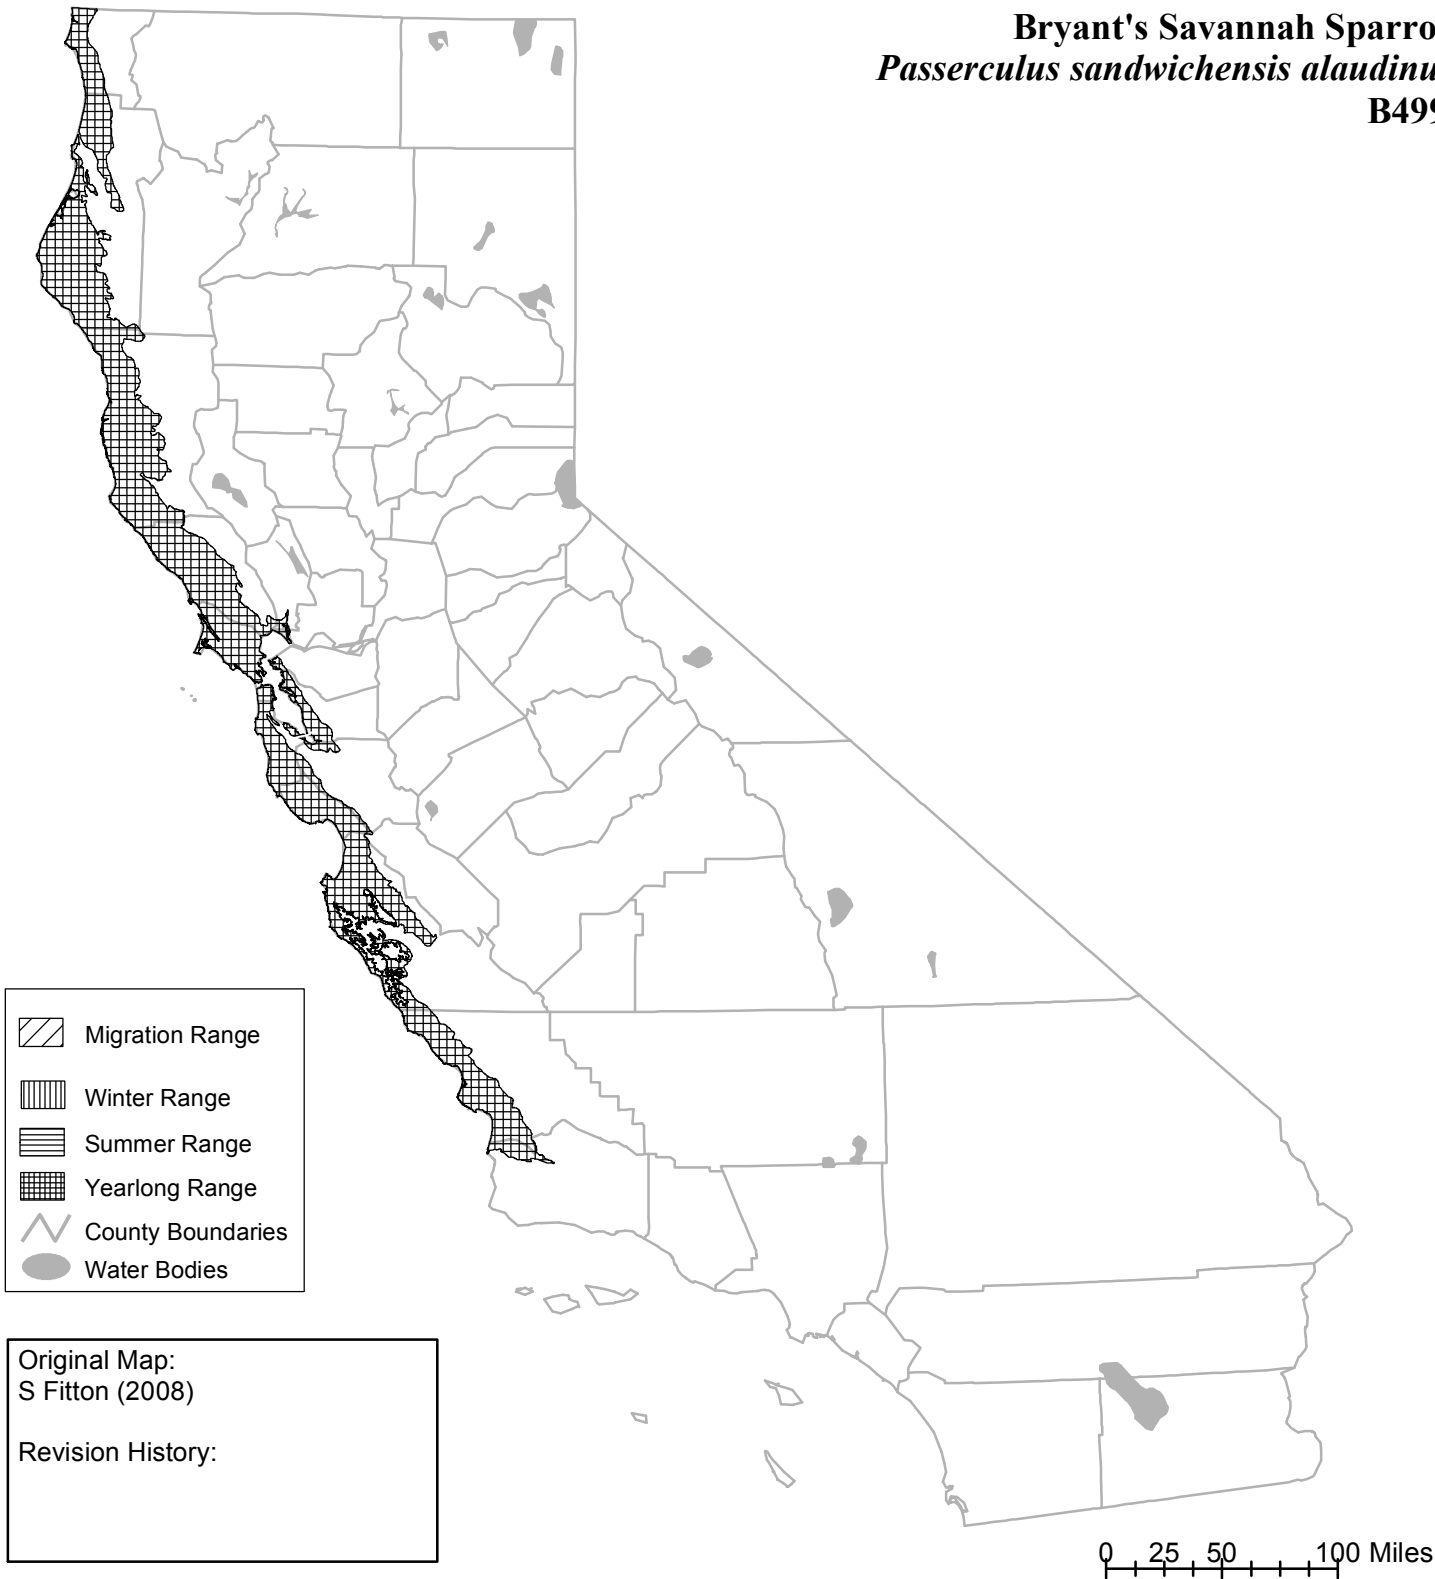 Bryant's Savannah Sparro
Passerculus sandwichensis alaudinu
B499
Migration Range
Winter Range
Summer Range
Yearlong Range
County Boundaries
Water Bodies
Original Map:
S Fitton (2008)
Revision History:
0 25 50 100 Miles